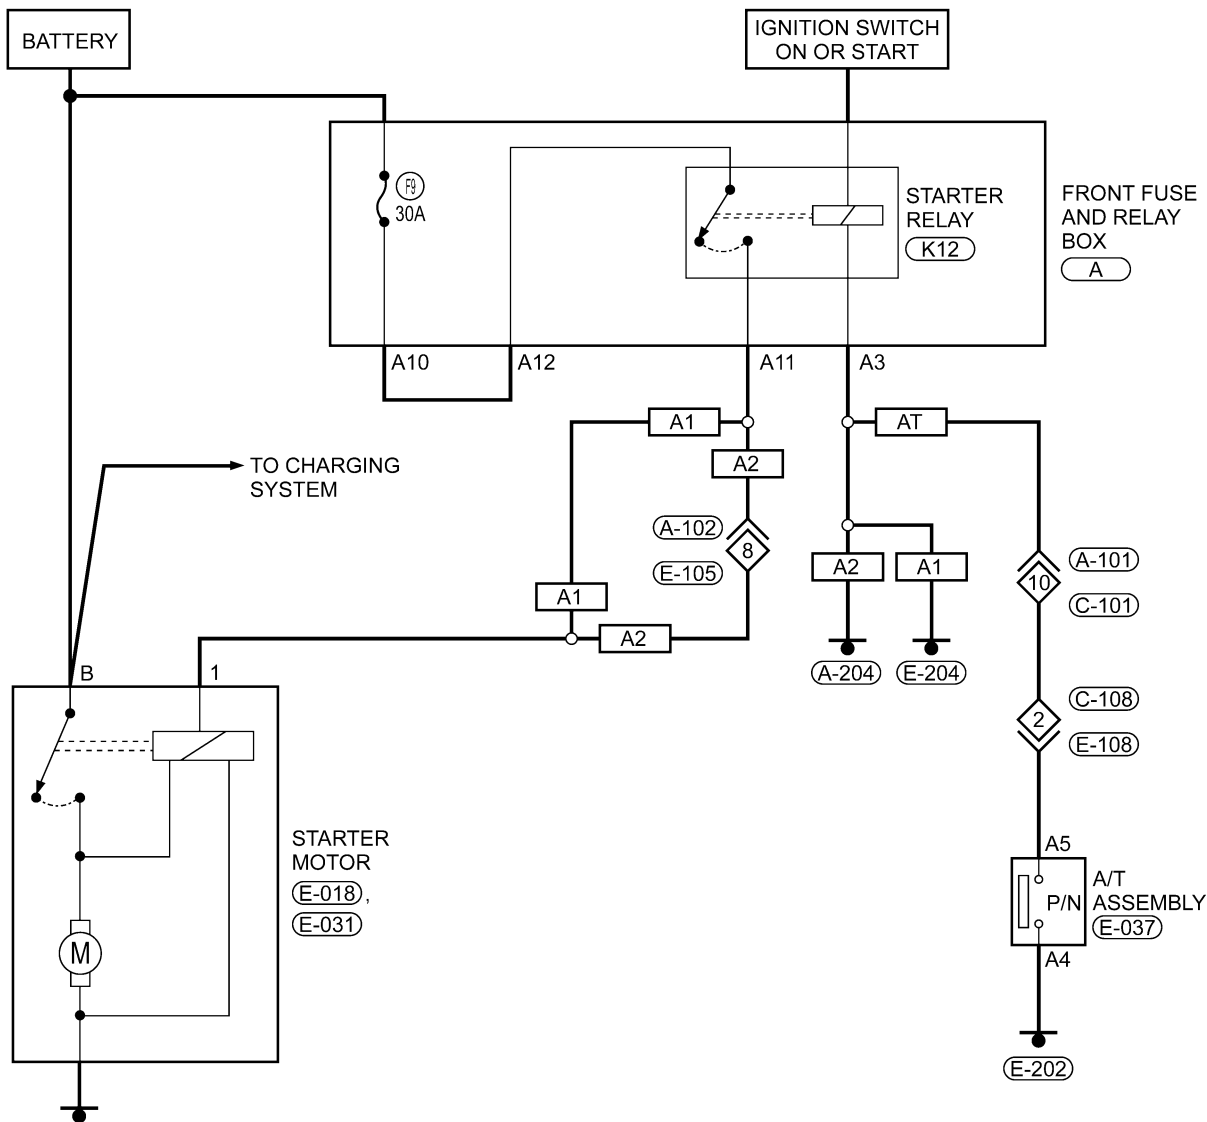 BATTERY
IGNITION SWITCH
ON OR START
F9
30A
STARTER
RELAY
K12
FRONT FUSE
AND RELAY
BOX
A
A10
A12
A11
A3
A1
AT
A2
TO CHARGING
SYSTEM
A-102
8
E-105
A2
A1
A-101
10
C-101
A1
A2
A-204
E-204
B
1
C-108
2
E-108
STARTER
MOTOR
E-018 ,
E-031
M
A5
P/N
A/T
ASSEMBLY
E-037
A4
E-202